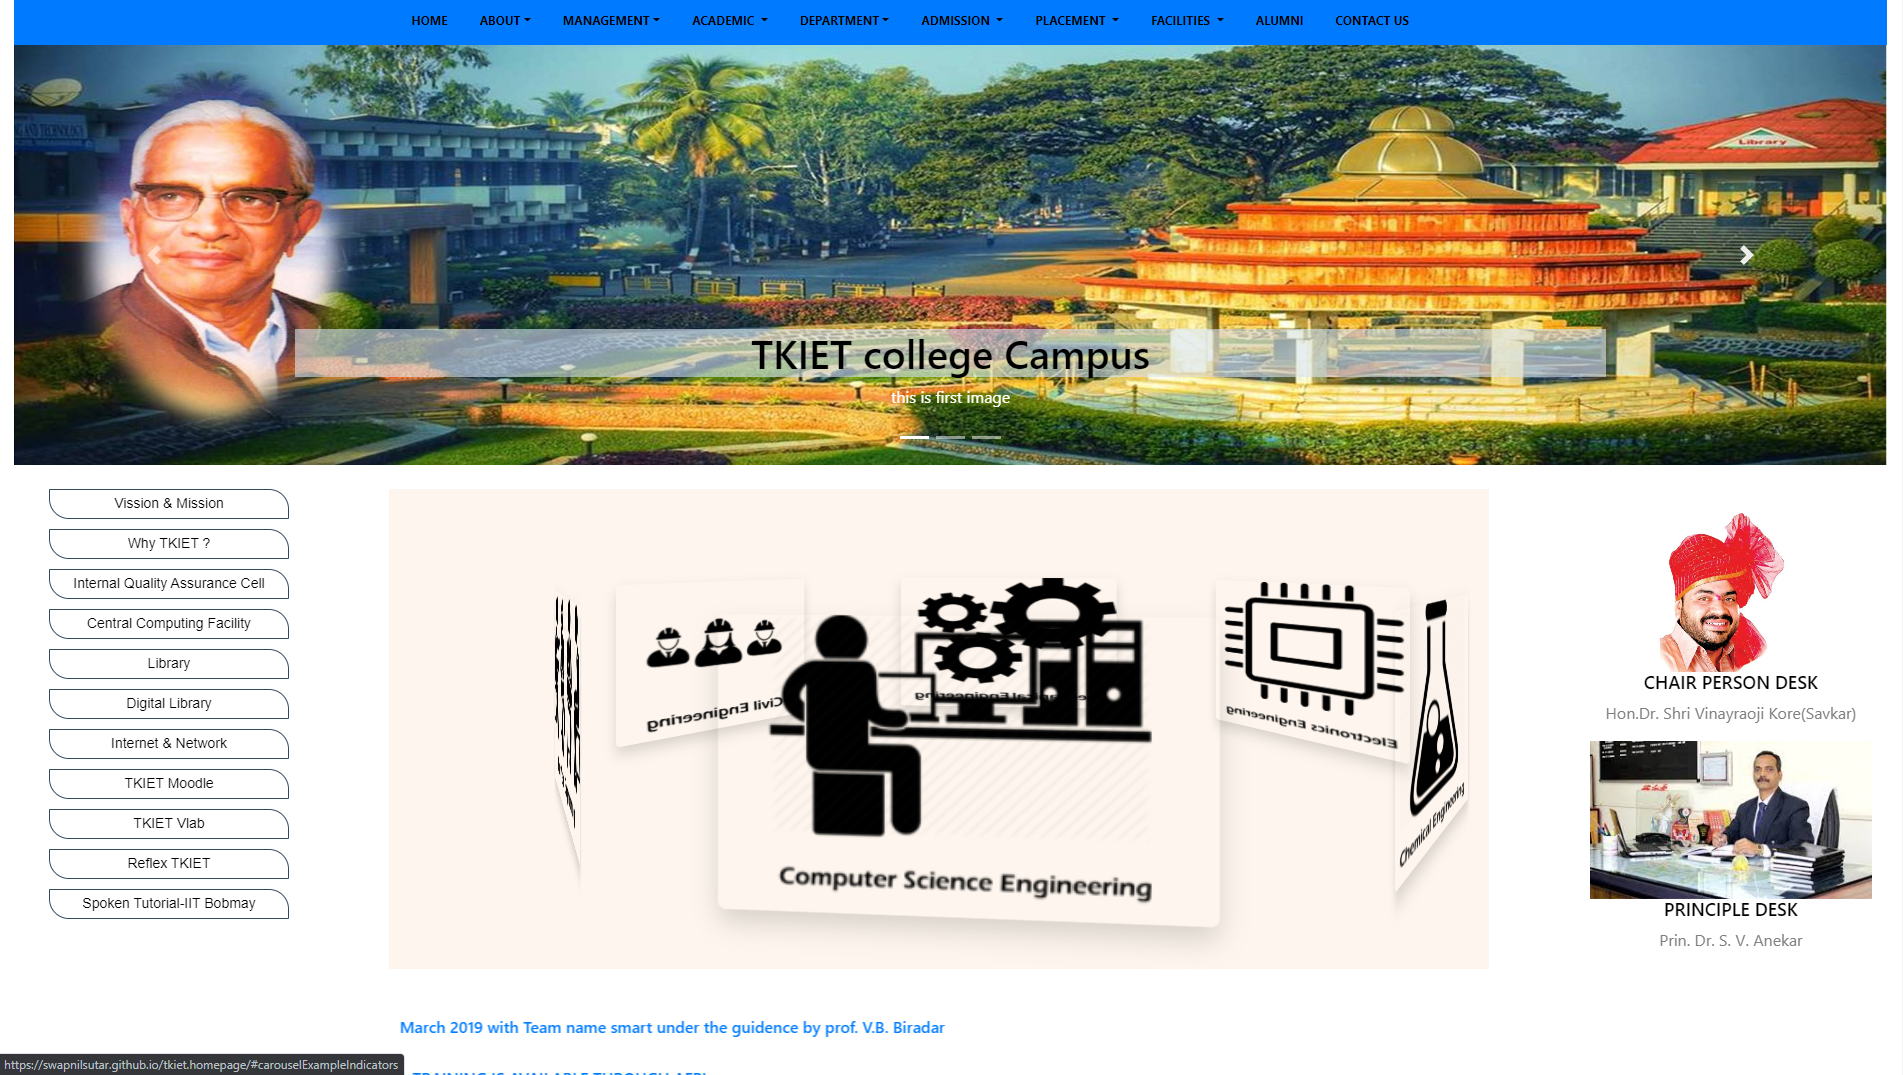 HOME ABOUT MANAGEMENT ACADEMIC DEPARTMENT ADMISSION PLACEMENT FACILITIES ALUMNI CONTACT US
Library
TKIET college Campus
this is first image
Vission & Mission
Why TKIET ?
Internal Quality Assurance Cell
Central Computing Facility
Library
Digital Library
Internet & Network
TKIET Moodle
TKIET Vlab
Reflex TKIET
Spoken Tutorial-IIT Bobmay
Civil Engineering
Electronics Engineering
Chemical Engineering
Computer Science Engineering
CHAIR PERSON DESK
Hon.Dr. Shri Vinayraoji Kore(Savkar)
PRINCIPLE DESK
Prin. Dr. S. V. Anekar
March 2019 with Team name smart under the guidence by prof. V.B. Biradar
https://swapnilsutar.github.io/tkiet.homepage/#carouselExampleIndicators